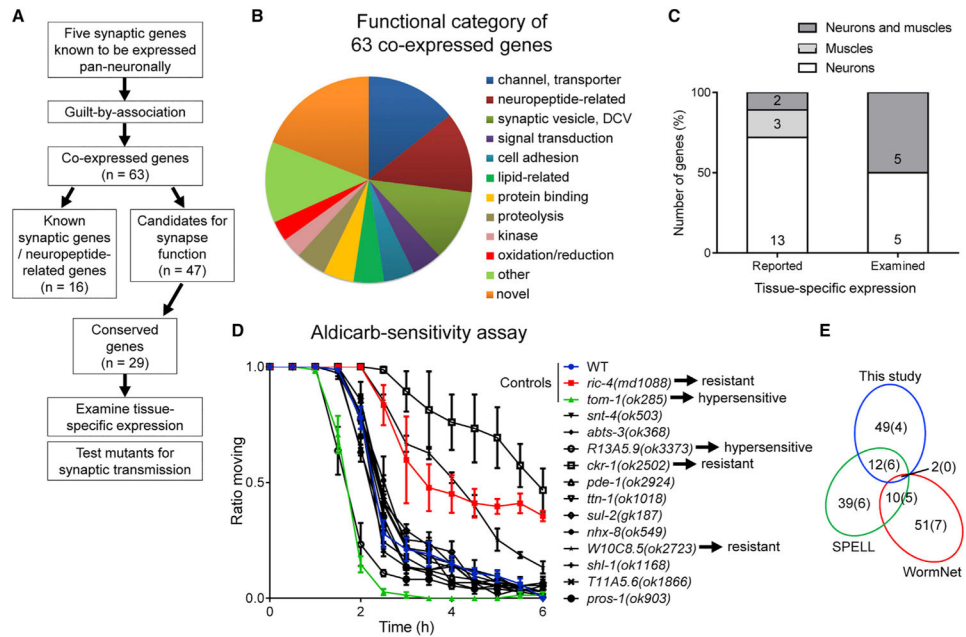 A
Five synaptic genes
known to be expressed
pan-neuronally
Guilt-by-association
Co-expressed genes
(n = 63)
Known
synaptic genes
/ neuropeptide-
related genes
(n = 16)
Candidates for
synapse
function
(n = 47)
Conserved
genes
(n = 29)
Examine tissue-
specific expression
Test mutants for
synaptic transmission
B
Functional category of
63 co-expressed genes
channel, transporter
neuropeptide-related
synaptic vesicle, DCV
signal transduction
cell adhesion
lipid-related
protein binding
proteolysis
kinase
oxidation/reduction
other
novel
C
Neurons and muscles
Muscles
Neurons
Number of genes (%)
100
50
0
2
3
13
5
5
Reported
Examined
Tissue-specific expression
D
Aldicarb-sensitivity assay
Ratio moving
1.0
0.5
0.0
0
2
4
6
Time (h)
Controls
WT
ric-4(md1088) resistant
tom-1(ok285) hypersensitive
snt-4(ok503)
abts-3(ok368)
R13A5.9(ok3373) hypersensitive
ckr-1(ok2502) resistant
pde-1(ok2924)
ttn-1(ok1018)
sul-2(gk187)
nhx-8(ok549)
W10C8.5(ok2723) resistant
shl-1(ok1168)
T11A5.6(ok1866)
pros-1(ok903)
E
This study
49(4)
12(6)
2(0)
39(6)
10(5)
51(7)
SPELL
WormNet